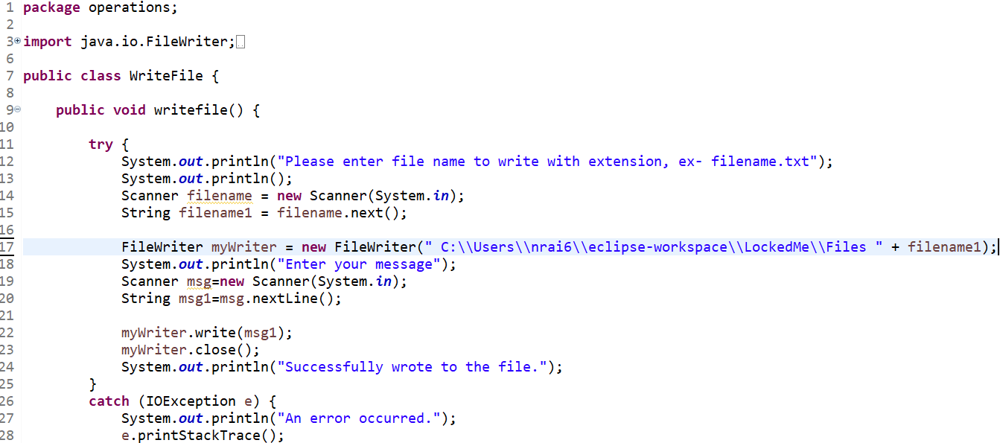 1 package operations;
2
3 import java.io.FileWriter;
6
7 public class WriteFile {
8
9     public void writefile() {
10
11         try {
12             System.out.println("Please enter file name to write with extension, ex- filename.txt");
13             System.out.println();
14             Scanner filename = new Scanner(System.in);
15             String filename1 = filename.next();
16
17             FileWriter myWriter = new FileWriter(" C:\\Users\\nrai6\\eclipse-workspace\\LockedMe\\Files " + filename1);
18             System.out.println("Enter your message");
19             Scanner msg=new Scanner(System.in);
20             String msg1=msg.nextLine();
21
22             myWriter.write(msg1);
23             myWriter.close();
24             System.out.println("Successfully wrote to the file.");
25         }
26         catch (IOException e) {
27             System.out.println("An error occurred.");
28             e.printStackTrace();